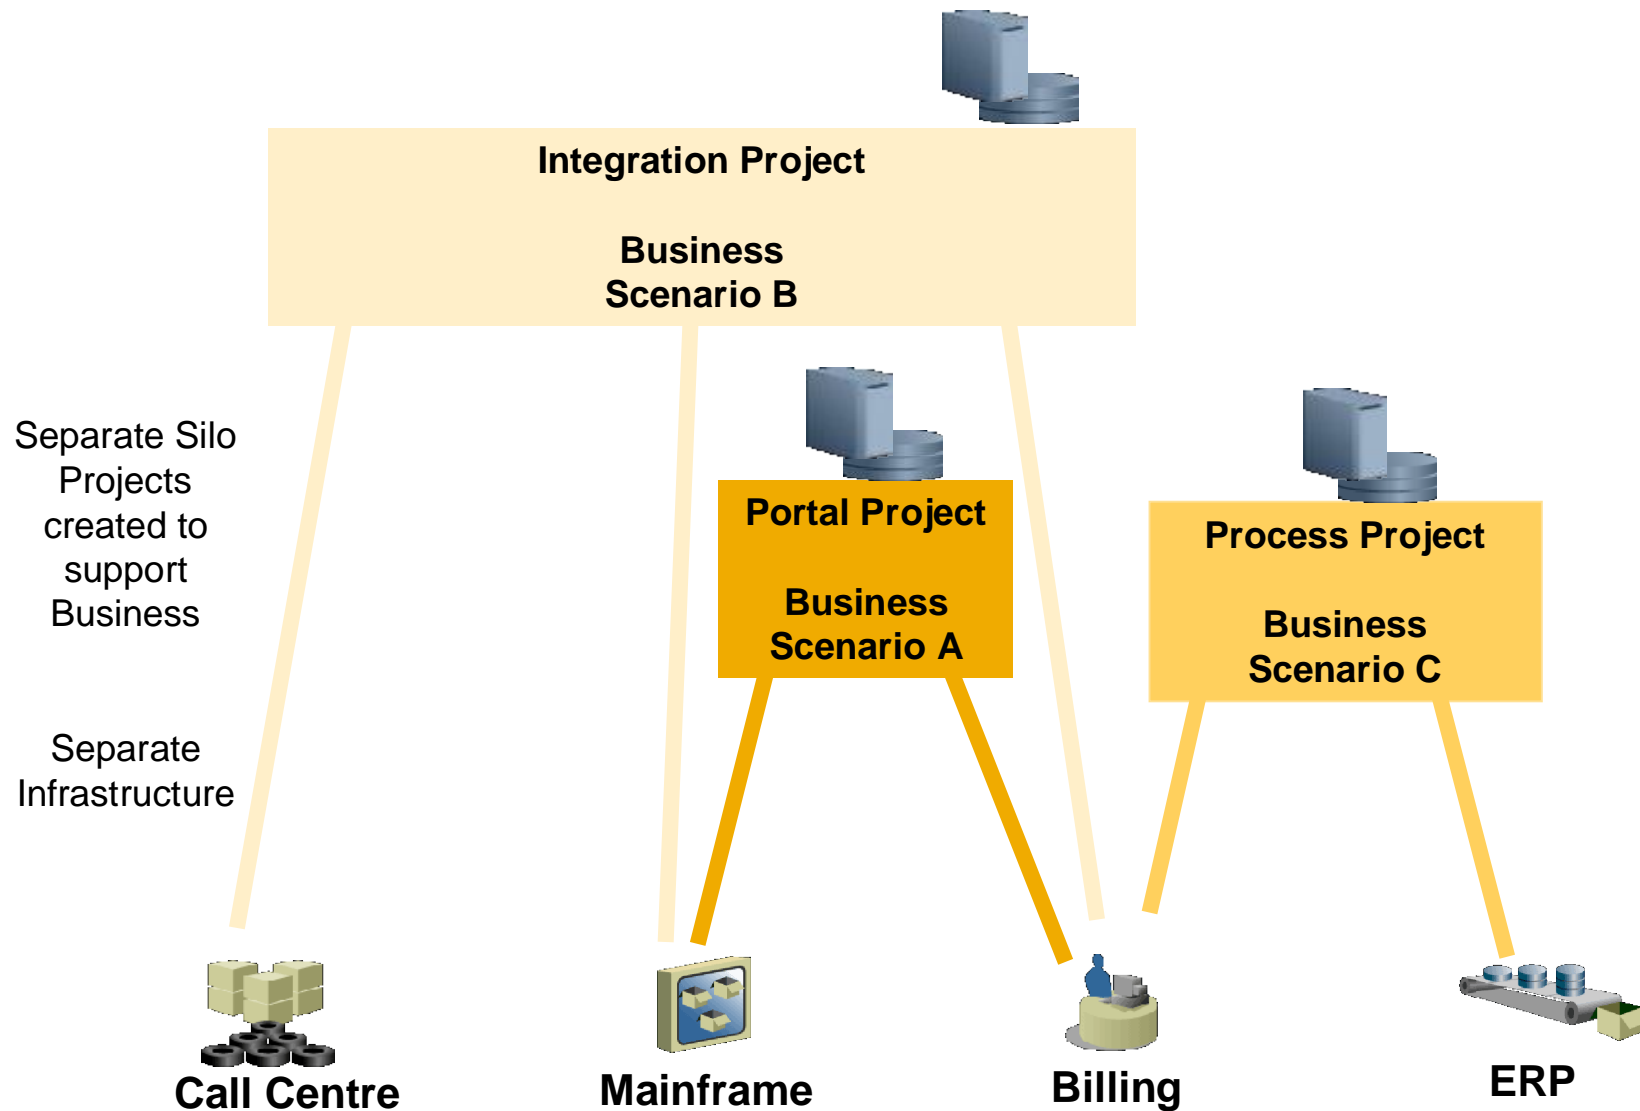 Integration Project
Business
Scenario B
Separate Silo
Projects
created to
support
Business
Portal Project
Business
Scenario A
Process Project
Business
Scenario C
Separate
Infrastructure
Call Centre
Mainframe
Billing
ERP